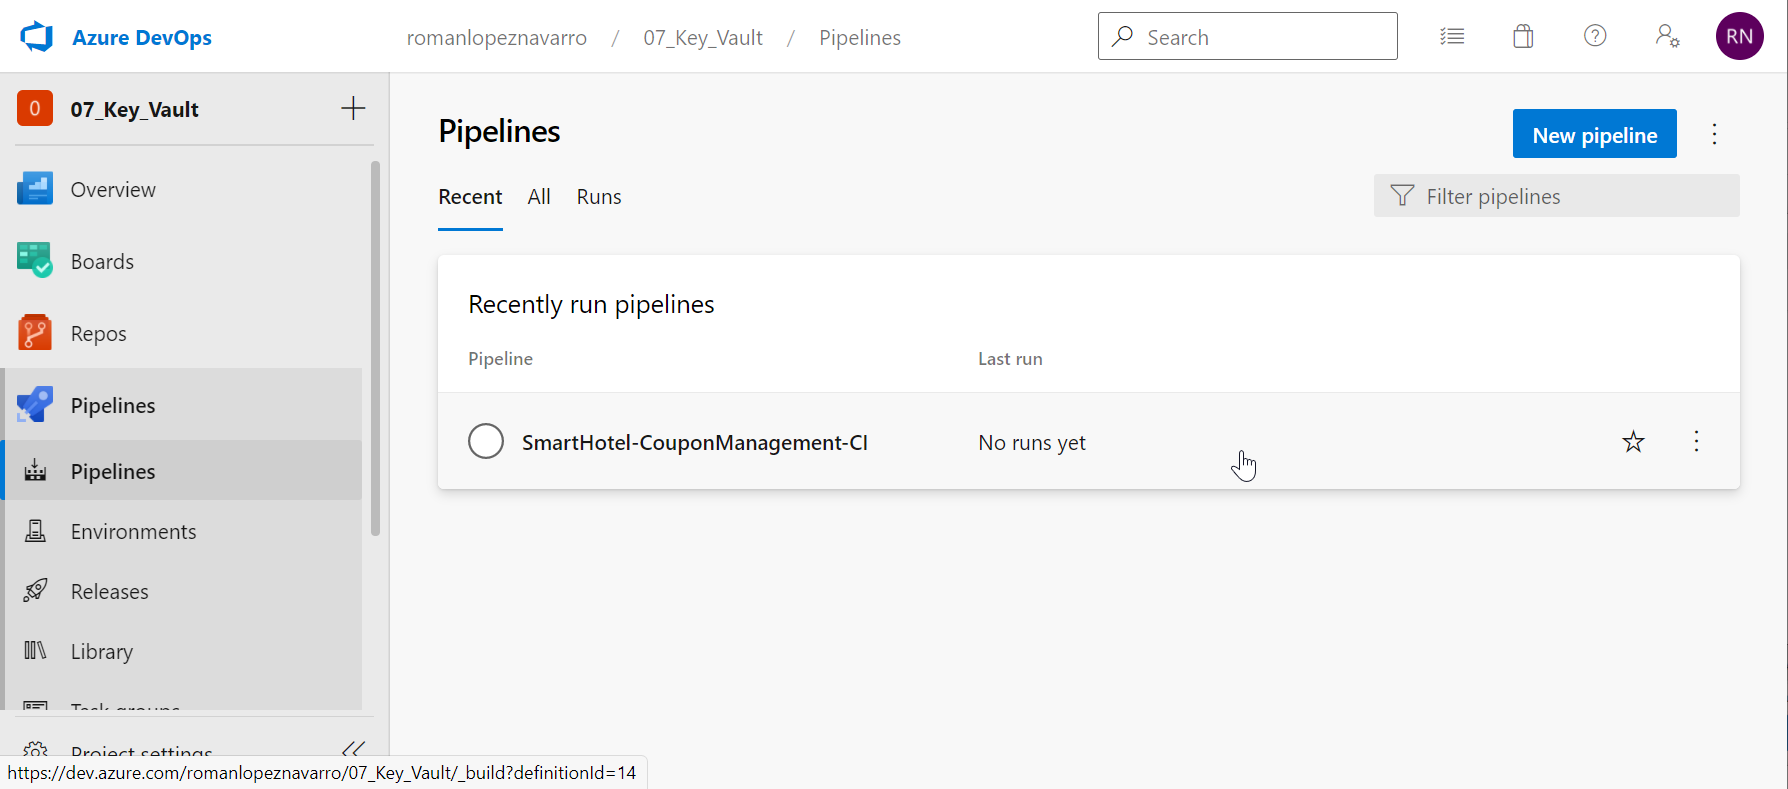 Azure DevOps
romanlopeznavarro / 07_Key_Vault / Pipelines
Search
RN
0
07_Key_Vault
Overview
Boards
Repos
Pipelines
Pipelines
Environments
Releases
Library
Task groups
Project settings
Pipelines
New pipeline
Recent All Runs
Filter pipelines
Recently run pipelines
Pipeline Last run
SmartHotel-CouponManagement-CI No runs yet
https://dev.azure.com/romanlopeznavarro/07_Key_Vault/_build?definitionId=14